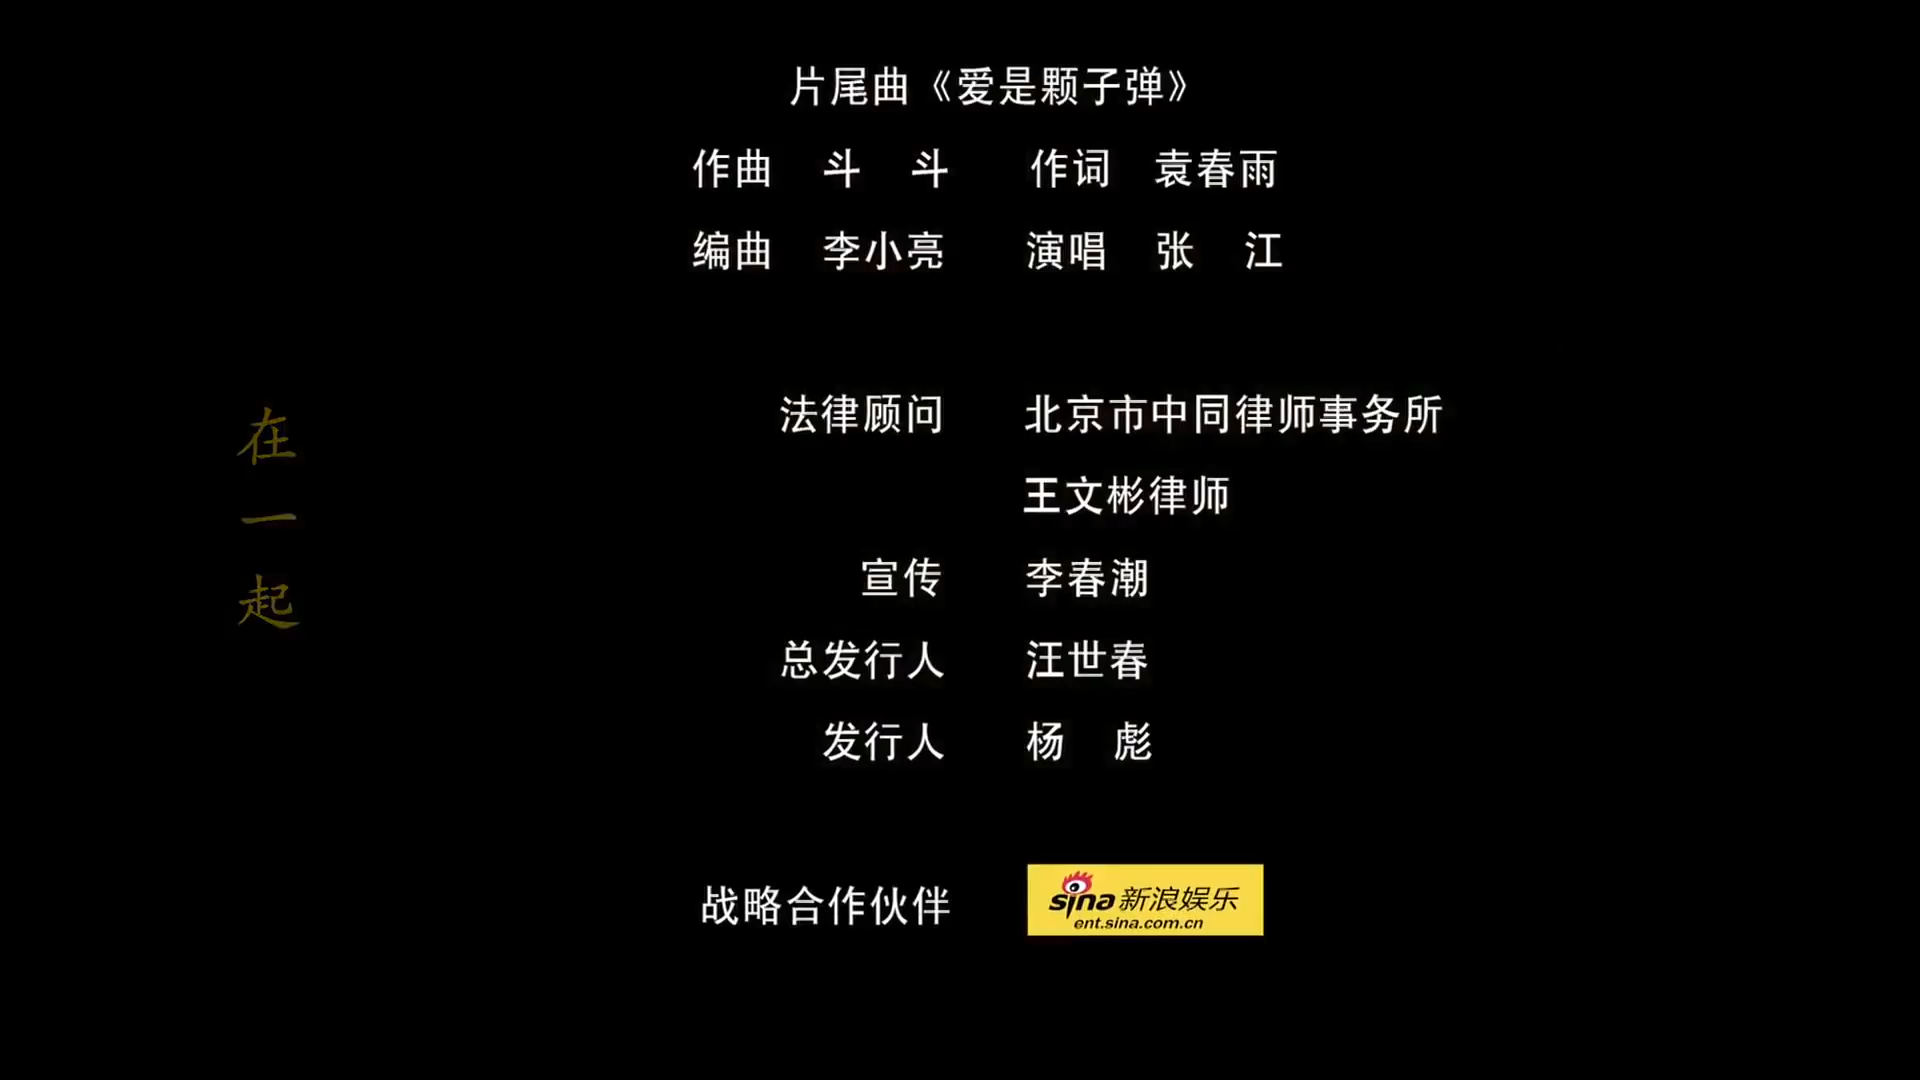 片尾曲《爱是颗子弹》
作曲 斗 斗 作词 袁春雨
编曲 李小亮 演唱 张 江
法律顾问 北京市中同律师事务所
王文彬律师
宣传 李春潮
总发行人 汪世春
发行人 杨 彪
战略合作伙伴 sina新浪娱乐
ent.sina.com.cn
在
一
起